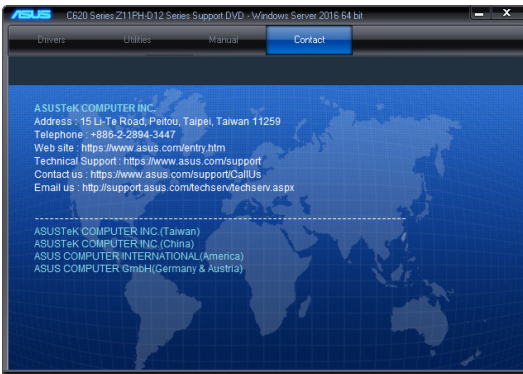 ASUS C620 Series Z11PH-D12 Series Support DVD - Windows Server 2016 64 bit
Drivers Utilities Manual Contact
ASUSTeK COMPUTER INC.
Address : 15 Li-Te Road, Peitou, Taipei, Taiwan 11259
Telephone : +886-2-2894-3447
Web site : https://www.asus.com/entry.htm
Technical Support : https://www.asus.com/support
Contact us : https://www.asus.com/support/CallUs
Email us : http://support.asus.com/techserv/techserv.aspx
--------------------------------------------------------------------------------
ASUSTeK COMPUTER INC.(Taiwan)
ASUSTeK COMPUTER INC.(China)
ASUS COMPUTER INTERNATIONAL(America)
ASUS COMPUTER GmbH(Germany & Austria)